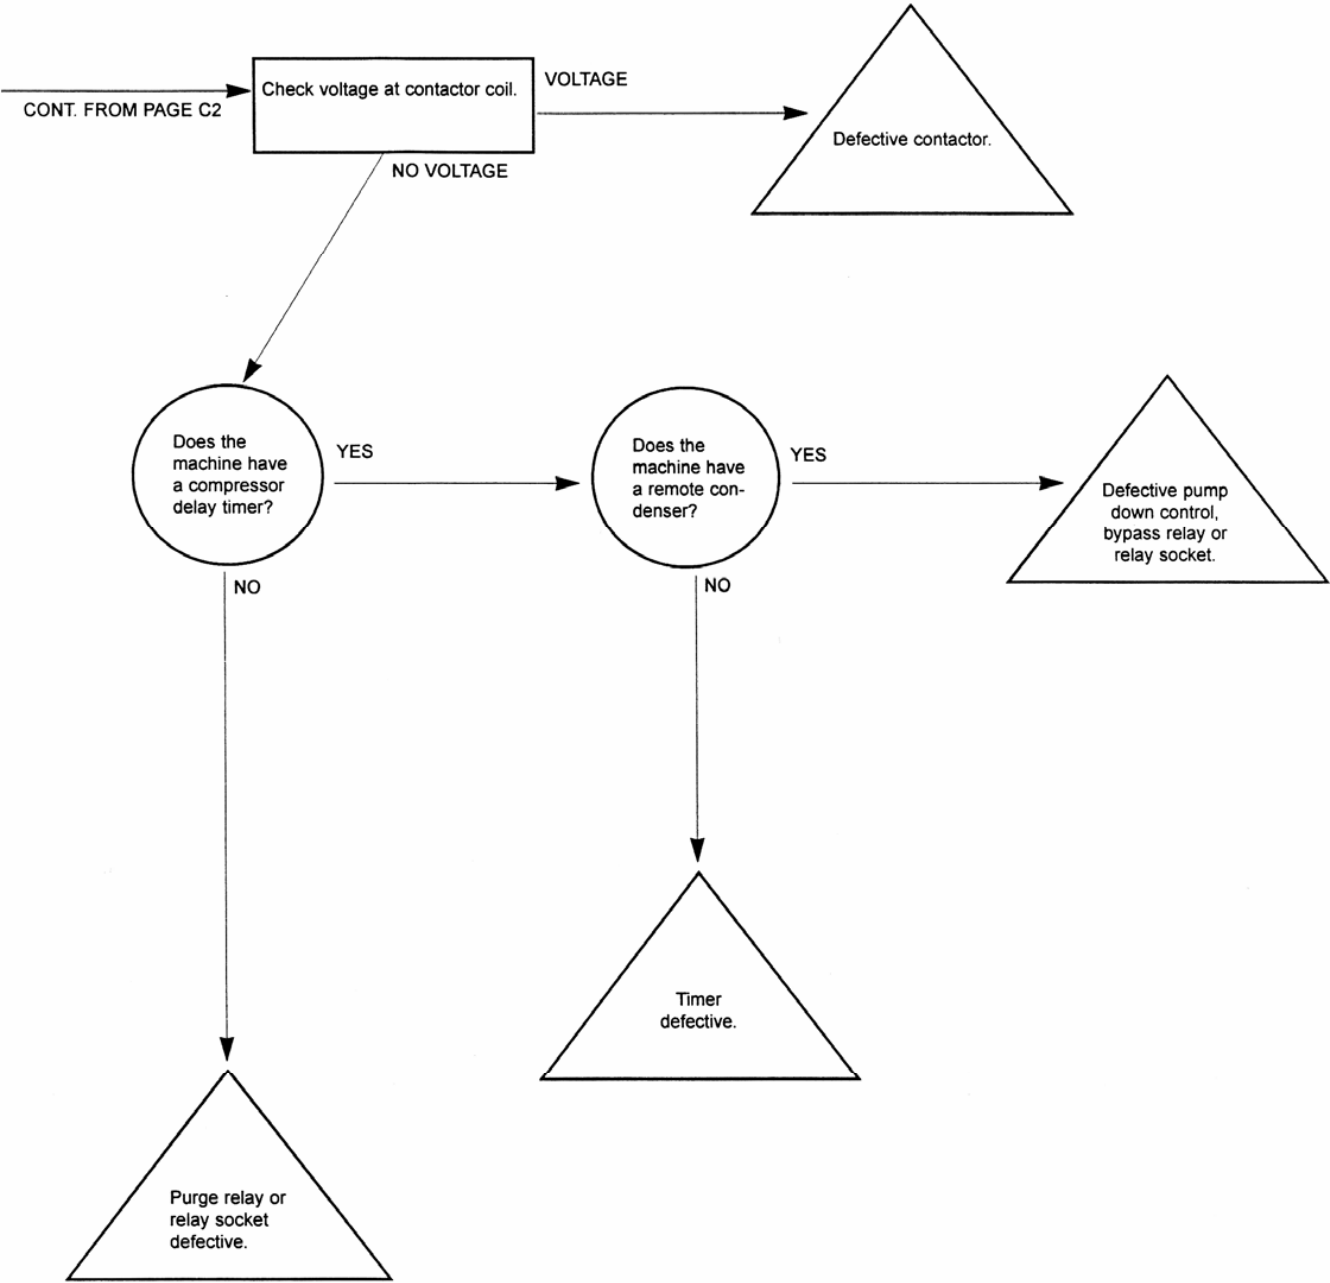 CONT. FROM PAGE C2
Check voltage at contactor coil.
VOLTAGE
Defective contactor.
NO VOLTAGE
Does the
machine have
a compressor
delay timer?
YES
Does the
machine have
a remote con-
denser?
YES
Defective pump
down control,
bypass relay or
relay socket.
NO
NO
Timer
defective.
Purge relay or
relay socket
defective.